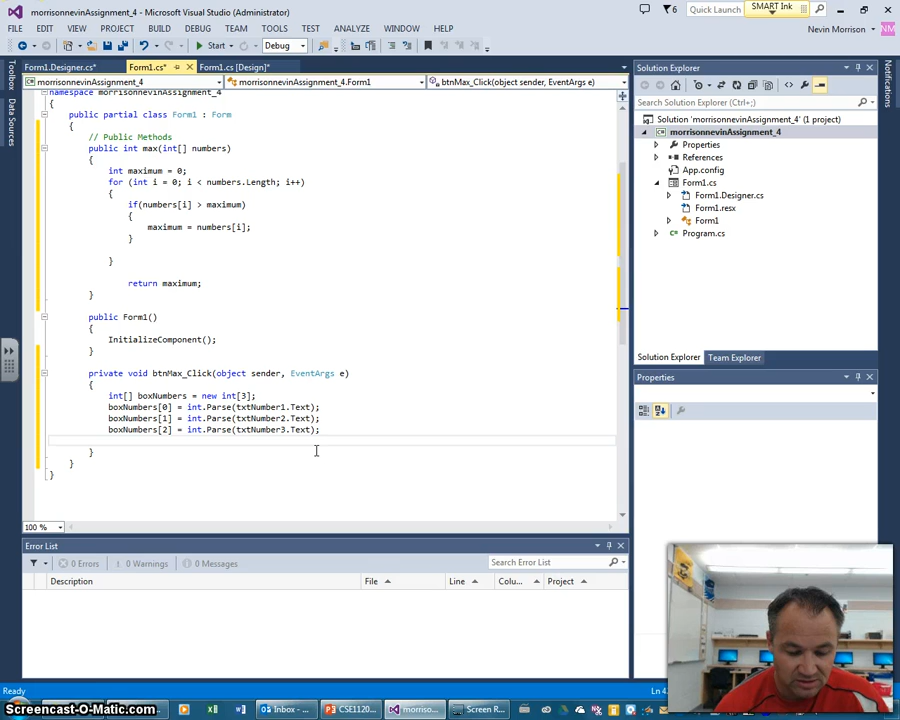 morrisonnevinAssignment_4 - Microsoft Visual Studio (Administrator)
6
Quick Launch
SMART Ink
FILE EDIT VIEW PROJECT BUILD DEBUG TEAM TOOLS TEST ANALYZE WINDOW HELP
Nevin Morrison
NM
Start
Debug
Form1.Designer.cs*
Form1.cs*
Form1.cs [Design]*
morrisonnevinAssignment_4
morrisonnevinAssignment_4.Form1
btnMax_Click(object sender, EventArgs e)
Toolbox
Data Sources
Notifications
namespace morrisonnevinAssignment_4
{
public partial class Form1 : Form
{
// Public Methods
public int max(int[] numbers)
{
int maximum = 0;
for (int i = 0; i < numbers.Length; i++)
{
if(numbers[i] > maximum)
{
maximum = numbers[i];
}
}
return maximum;
}
public Form1()
{
InitializeComponent();
}
private void btnMax_Click(object sender, EventArgs e)
{
int[] boxNumbers = new int[3];
boxNumbers[0] = int.Parse(txtNumber1.Text);
boxNumbers[1] = int.Parse(txtNumber2.Text);
boxNumbers[2] = int.Parse(txtNumber3.Text);
}
}
}
100 %
Solution Explorer
Search Solution Explorer (Ctrl+;)
Solution 'morrisonnevinAssignment_4' (1 project)
morrisonnevinAssignment_4
Properties
References
App.config
Form1.cs
Form1.Designer.cs
Form1.resx
Form1
Program.cs
Solution Explorer Team Explorer
Properties
Error List
0 Errors
0 Warnings
0 Messages
Search Error List
Description File Line Colu... Project
Ready
Screencast-O-Matic.com
Inbox -...
CSE1120...
morriso...
Screen R...